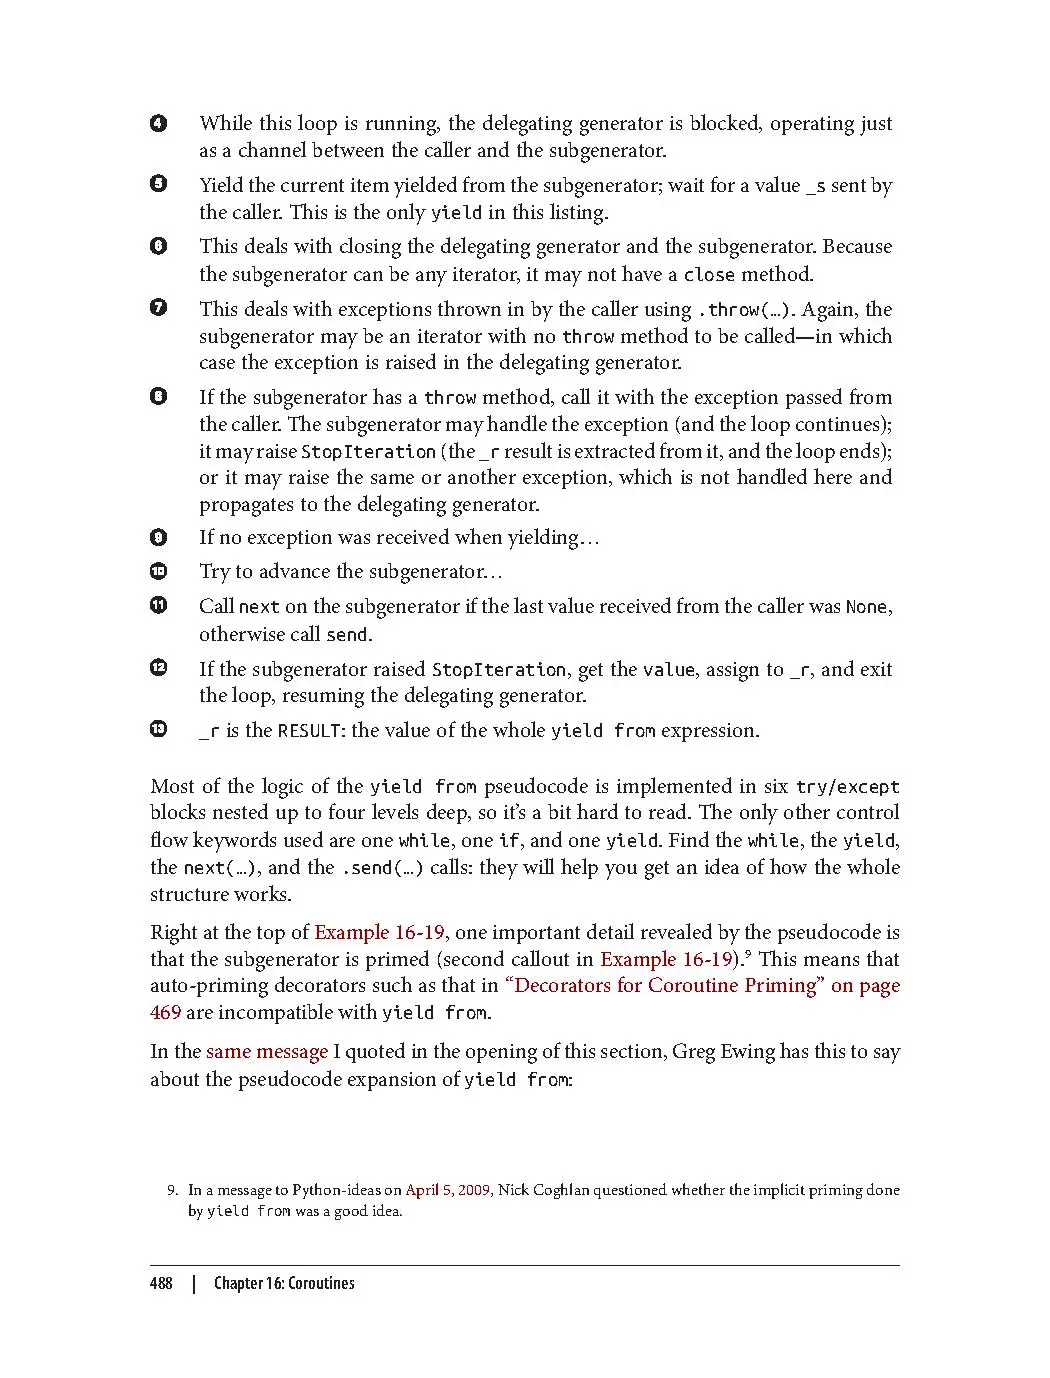 4 While this loop is running, the delegating generator is blocked, operating just
as a channel between the caller and the subgenerator.
5 Yield the current item yielded from the subgenerator; wait for a value _s sent by
the caller. This is the only yield in this listing.
6 This deals with closing the delegating generator and the subgenerator. Because
the subgenerator can be any iterator, it may not have a close method.
7 This deals with exceptions thrown in by the caller using .throw(…). Again, the
subgenerator may be an iterator with no throw method to be called—in which
case the exception is raised in the delegating generator.
8 If the subgenerator has a throw method, call it with the exception passed from
the caller. The subgenerator may handle the exception (and the loop continues);
it may raise StopIteration (the _r result is extracted from it, and the loop ends);
or it may raise the same or another exception, which is not handled here and
propagates to the delegating generator.
9 If no exception was received when yielding…
10 Try to advance the subgenerator…
11 Call next on the subgenerator if the last value received from the caller was None,
otherwise call send.
12 If the subgenerator raised StopIteration, get the value, assign to _r, and exit
the loop, resuming the delegating generator.
13 _r is the RESULT: the value of the whole yield from expression.
Most of the logic of the yield from pseudocode is implemented in six try/except
blocks nested up to four levels deep, so it’s a bit hard to read. The only other control
flow keywords used are one while, one if, and one yield. Find the while, the yield,
the next(…), and the .send(…) calls: they will help you get an idea of how the whole
structure works.
Right at the top of Example 16-19, one important detail revealed by the pseudocode is
that the subgenerator is primed (second callout in Example 16-19).9 This means that
auto-priming decorators such as that in “Decorators for Coroutine Priming” on page
469 are incompatible with yield from.
In the same message I quoted in the opening of this section, Greg Ewing has this to say
about the pseudocode expansion of yield from:
9. In a message to Python-ideas on April 5, 2009, Nick Coghlan questioned whether the implicit priming done
by yield from was a good idea.
488 | Chapter 16: Coroutines